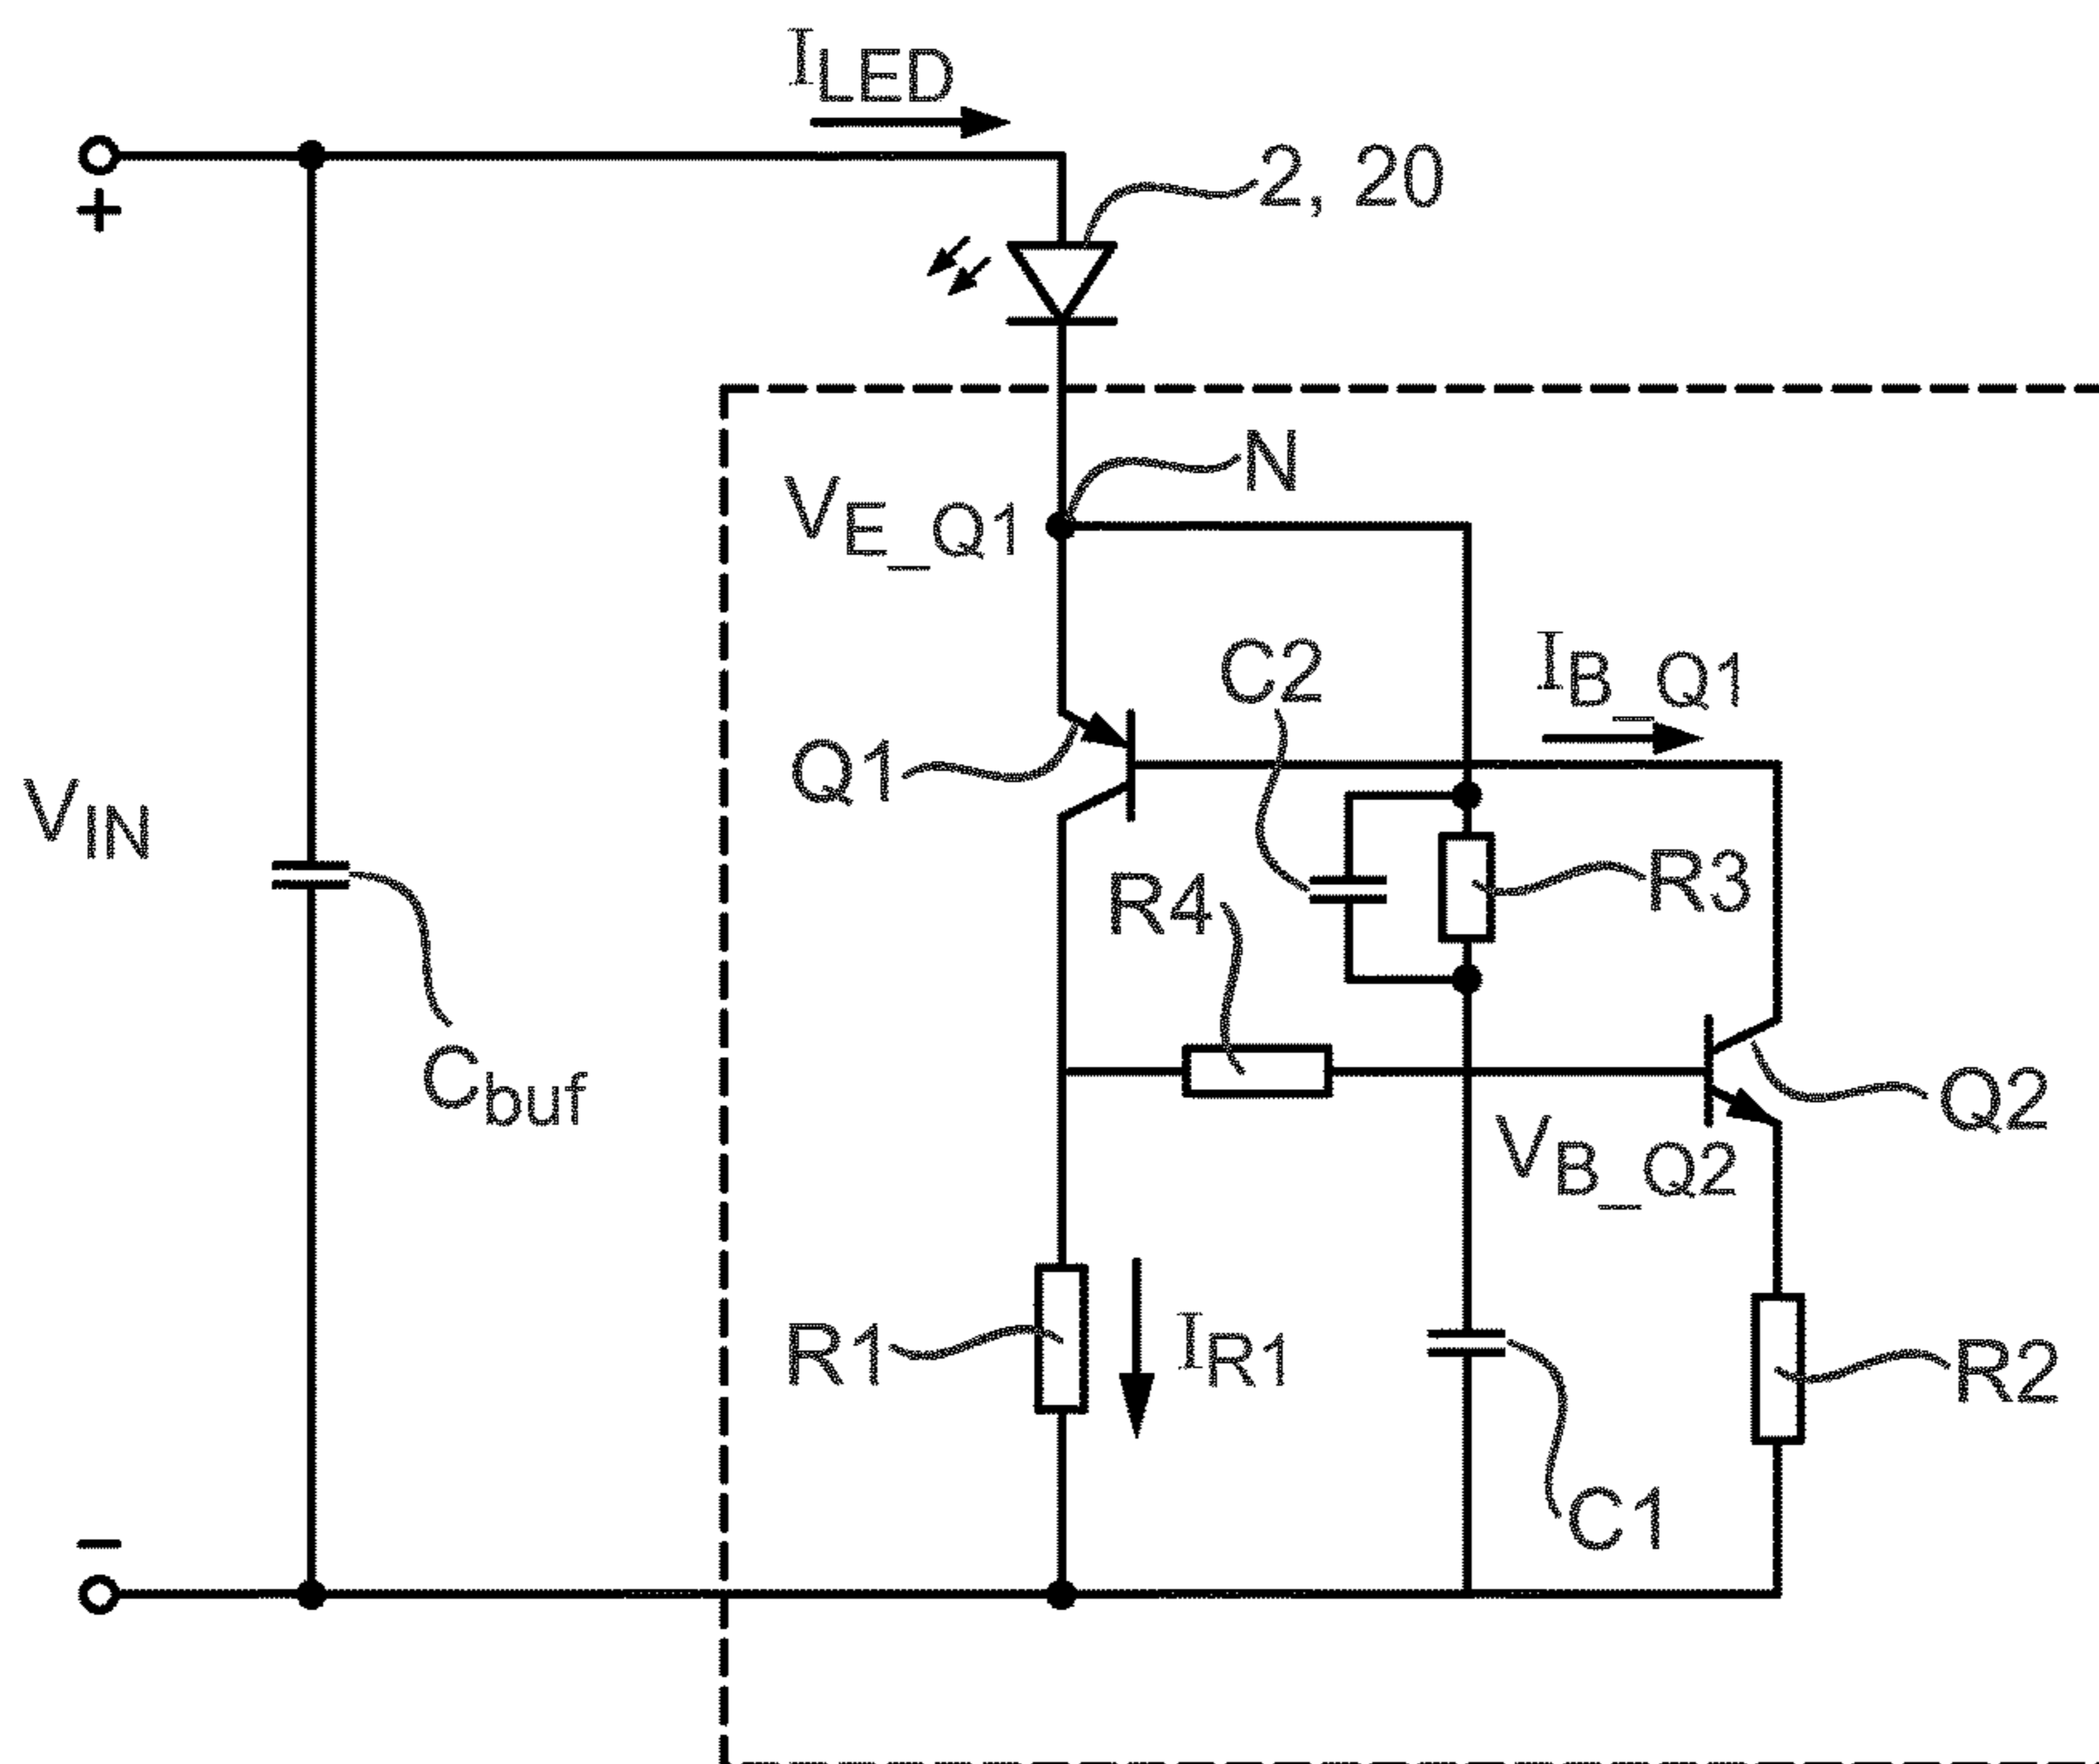 I_LED
+
2, 20
N
V_E_Q1
C2
I_B_Q1
Q1
V_IN
R4
R3
C_buf
Q2
V_B_Q2
R1
I_R1
R2
C1
−